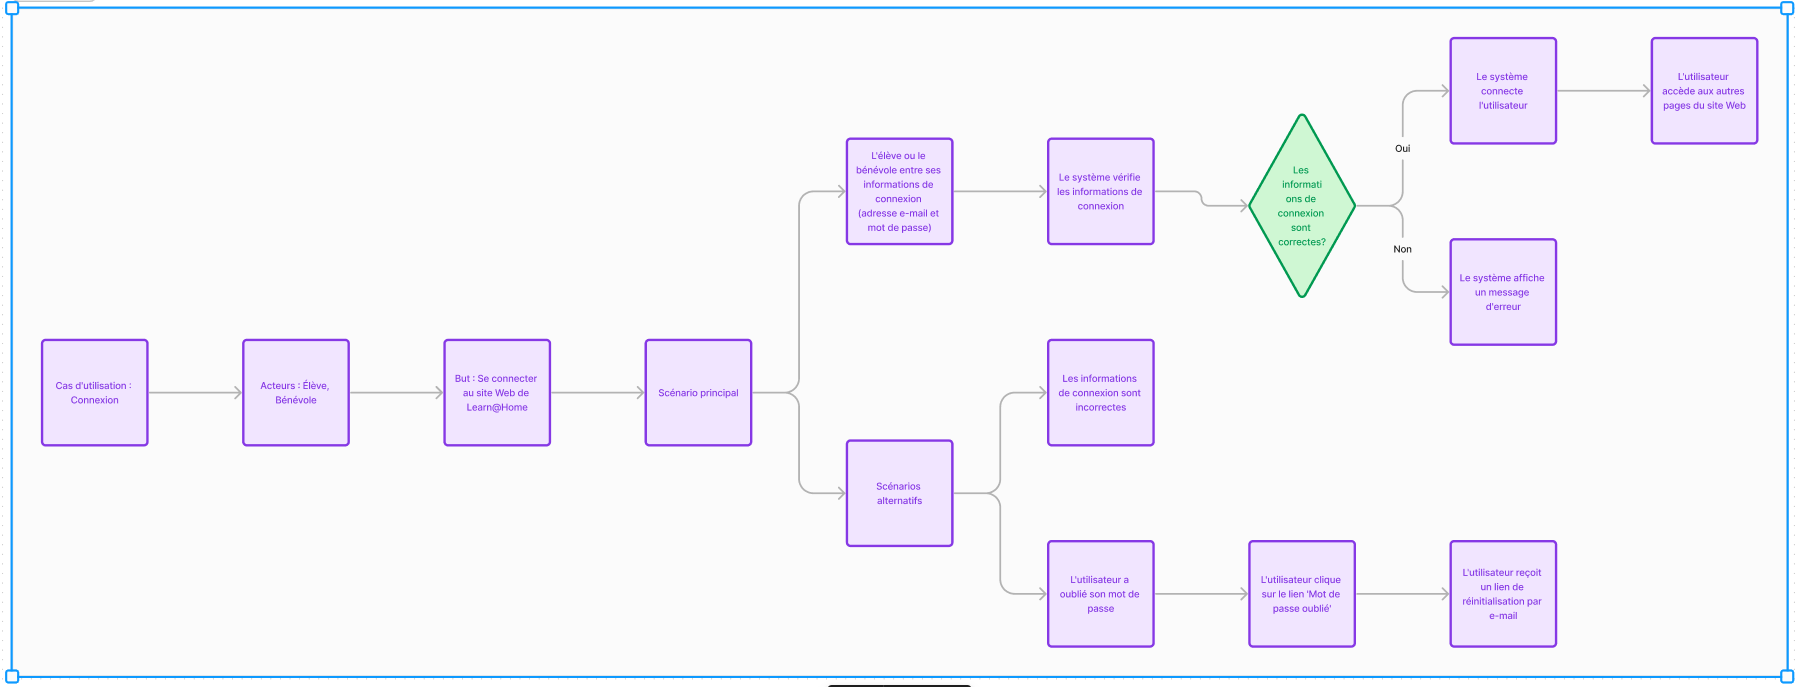 Le système
connecte
l'utilisateur
L'utilisateur
accède aux autres
pages du site Web
Oui
L'élève ou le
bénévole entre ses
informations de
connexion
(adresse e-mail et
mot de passe)
Le système vérifie
les informations de
connexion
Les
informati
ons de
connexion
sont
correctes?
Non
Le système affiche
un message
d'erreur
Cas d'utilisation :
Connexion
Acteurs : Élève,
Bénévole
But : Se connecter
au site Web de
Learn@Home
Scénario principal
Les informations
de connexion sont
incorrectes
Scénarios
alternatifs
L'utilisateur a
oublié son mot de
passe
L'utilisateur clique
sur le lien 'Mot de
passe oublié'
L'utilisateur reçoit
un lien de
réinitialisation par
e-mail